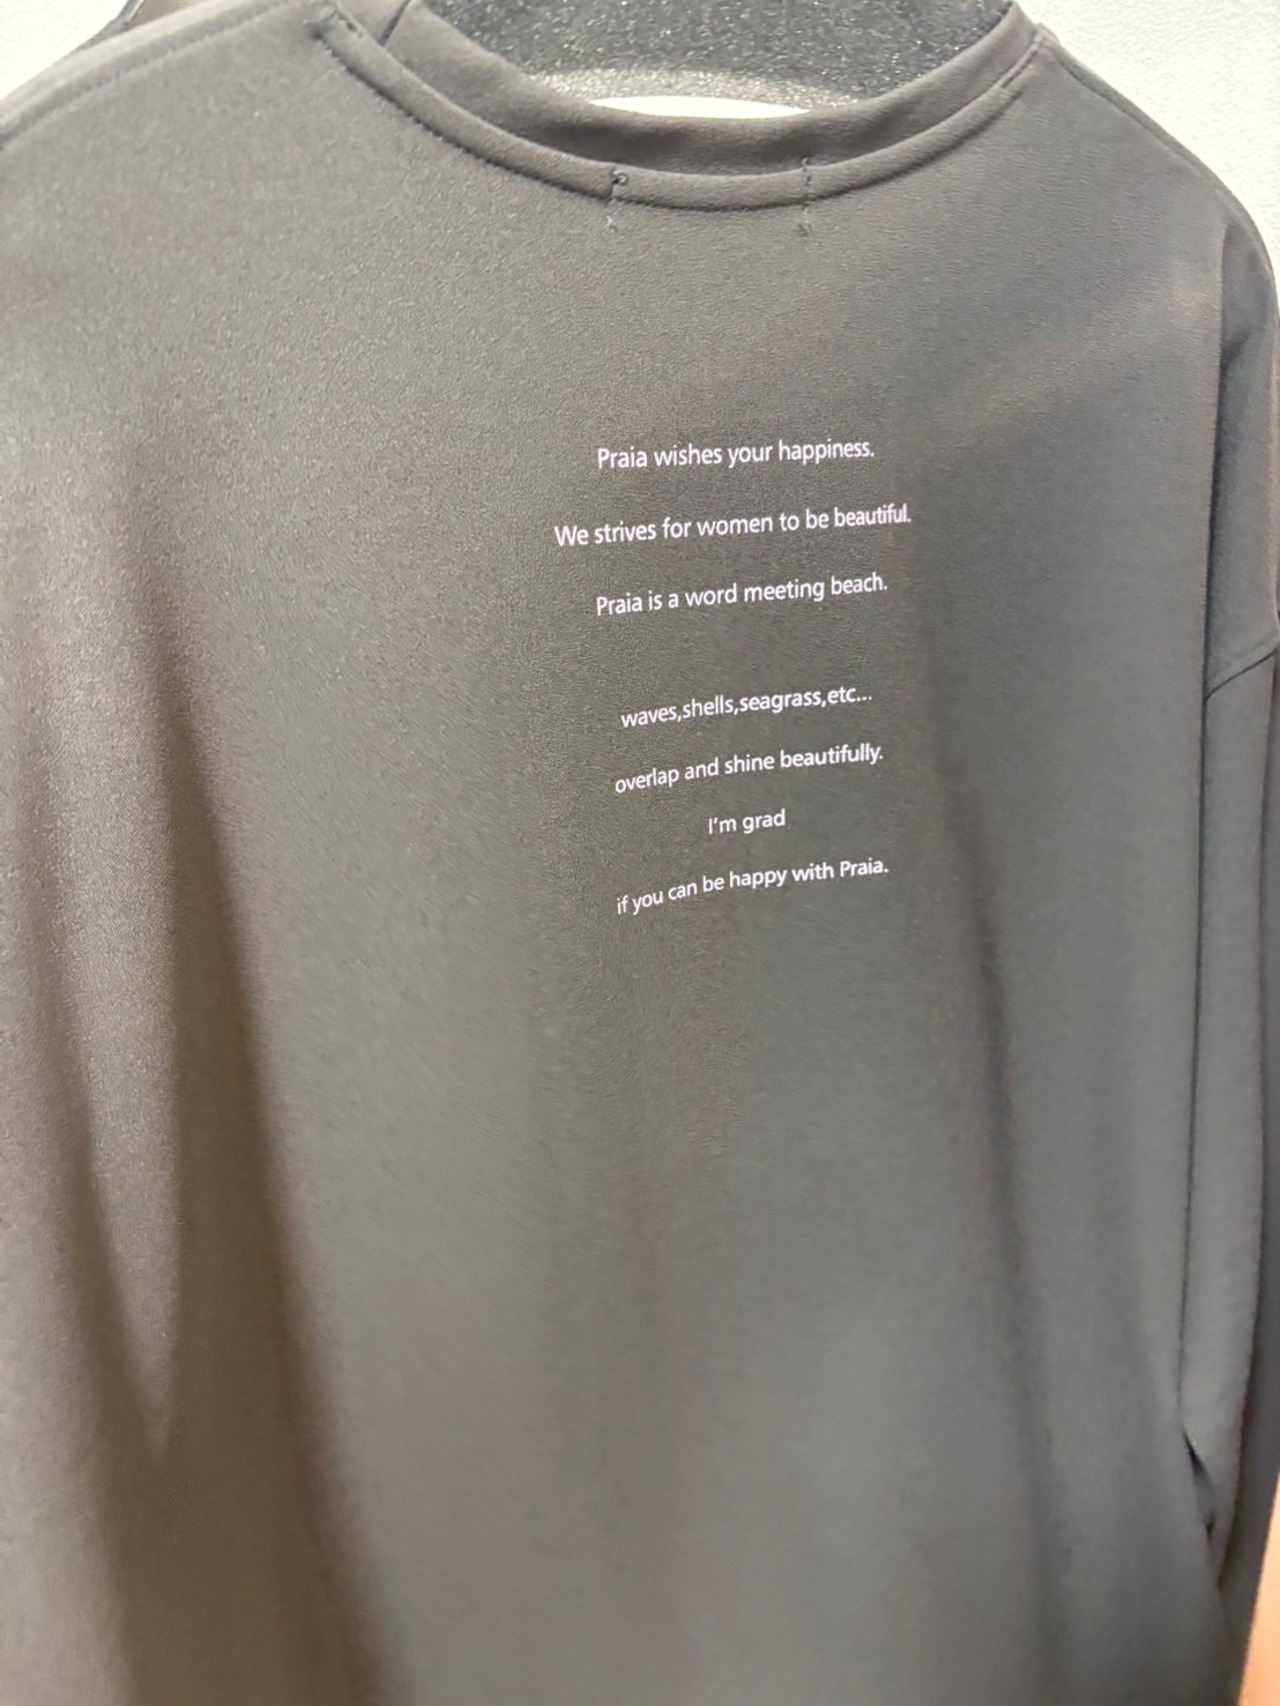 Praia wishes your happiness.
We strives for women to be beautiful.
Praia is a word meeting beach.
waves,shells,seagrass,etc...
overlap and shine beautifully.
I'm grad
if you can be happy with Praia.